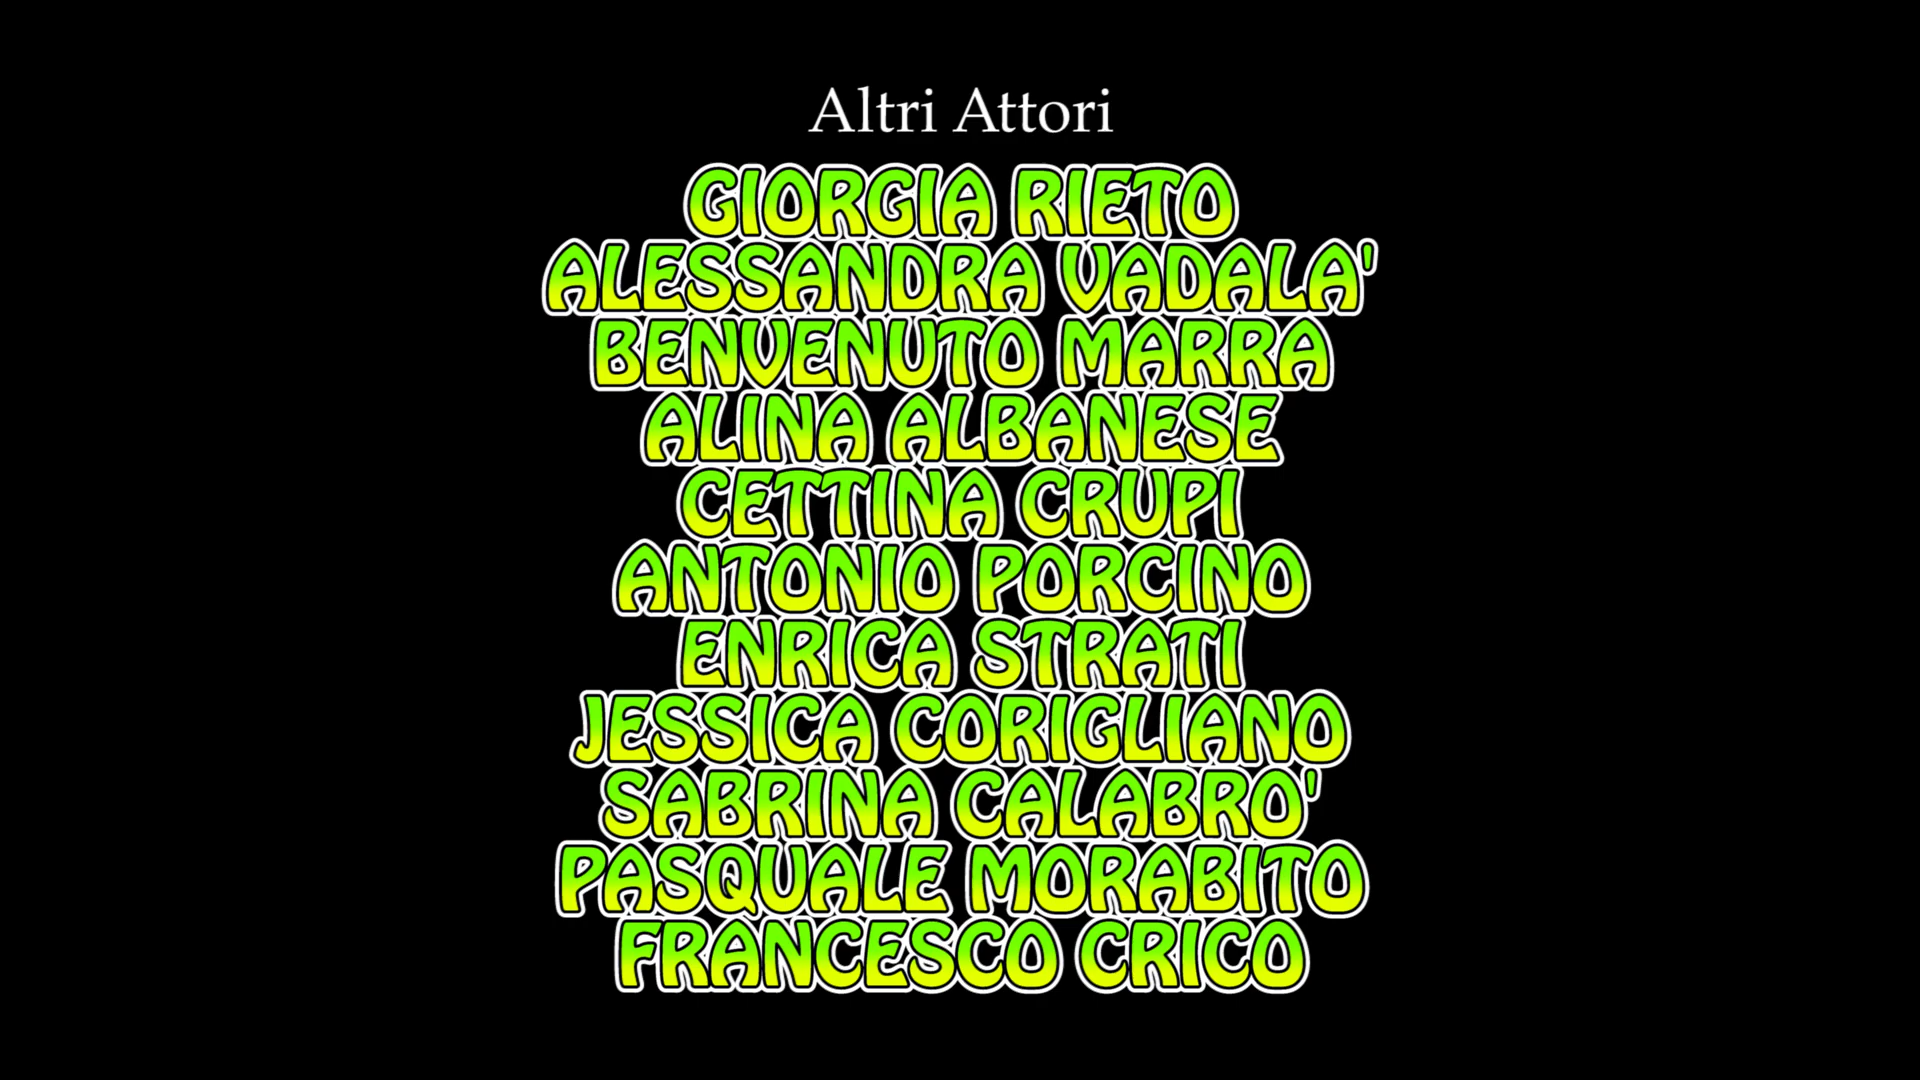 Altri Attori
GIORGIA RIETO
ALESSANDRA VADALA'
BENVENUTO MARRA
ALINA ALBANESE
CETTINA CRUPI
ANTONIO PORCINO
ENRICA STRATI
JESSICA CORIGLIANO
SABRINA CALABRO'
PASQUALE MORABITO
FRANCESCO CRICO